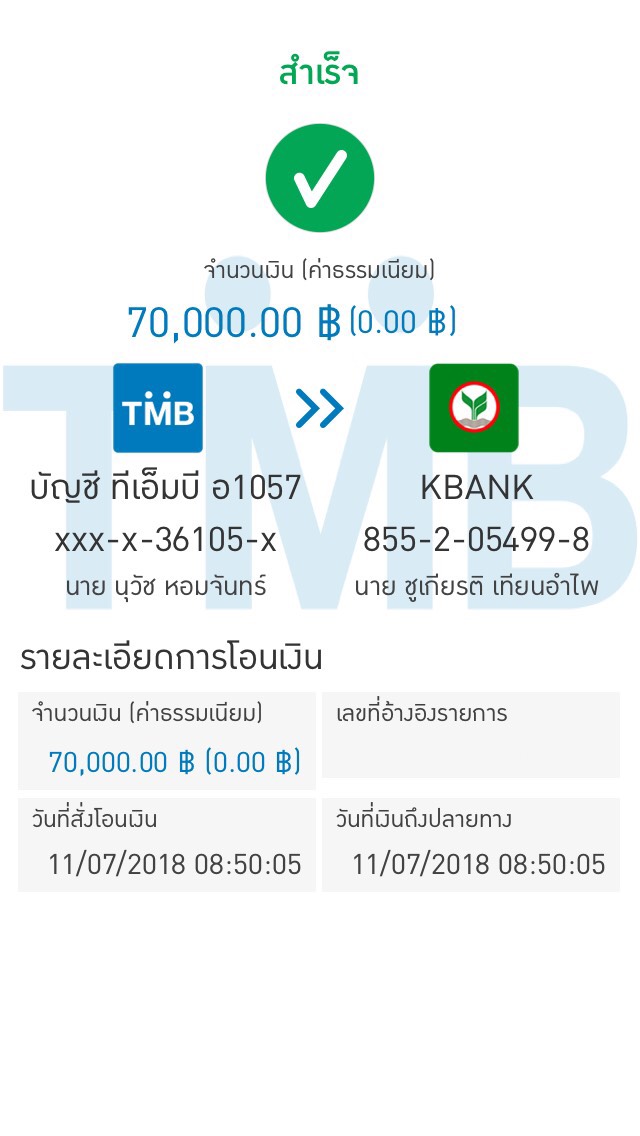 สำเร็จ
จำนวนเงิน (ค่าธรรมเนียม)
70,000.00 ฿ (0.00 ฿)
TMB
บัญชี ทีเอ็มบี อ1057
xxx-x-36105-x
นาย นุวัช หอมจันทร์
KBANK
855-2-05499-8
นาย ชูเกียรติ เทียนอำไพ
TMB
รายละเอียดการโอนเงิน
จำนวนเงิน (ค่าธรรมเนียม)
70,000.00 ฿ (0.00 ฿)
เลขที่อ้างอิงรายการ
วันที่สั่งโอนเงิน
11/07/2018 08:50:05
วันที่เงินถึงปลายทาง
11/07/2018 08:50:05